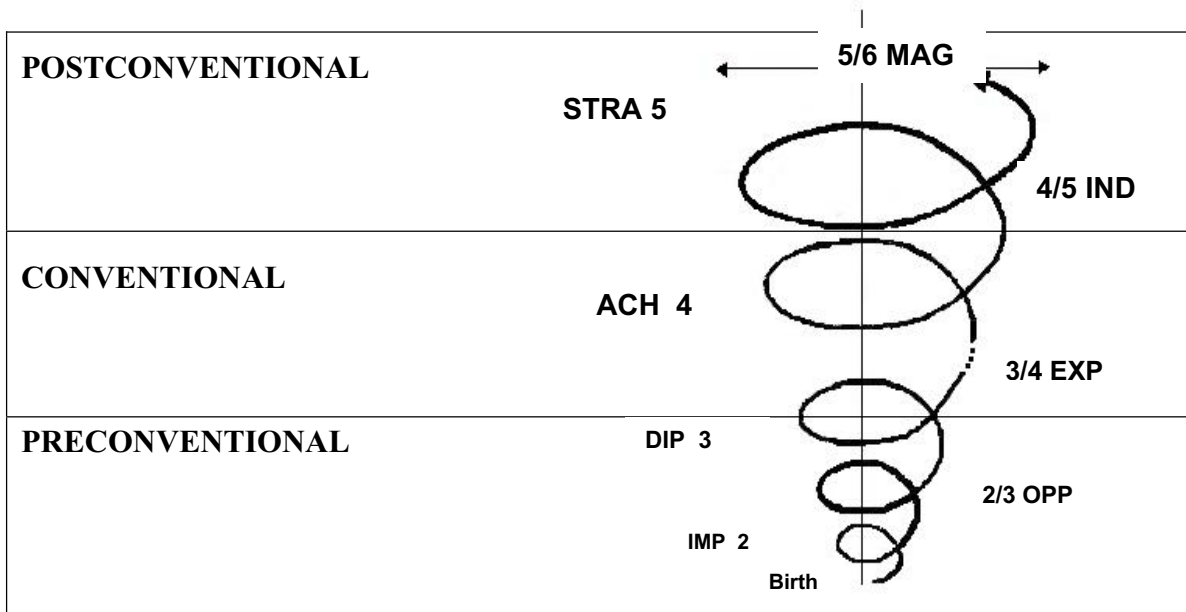 5/6 MAG
POSTCONVENTIONAL
STRA 5
4/5 IND
CONVENTIONAL
ACH  4
3/4 EXP
PRECONVENTIONAL
DIP  3
2/3 OPP
IMP  2
Birth